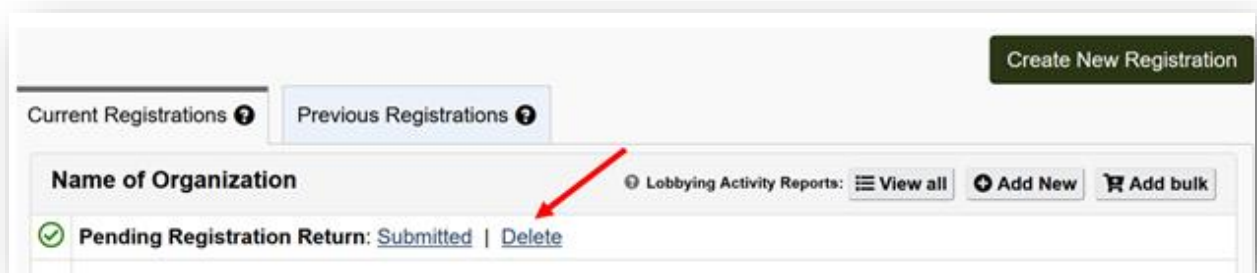 Create New Registration
Current Registrations ? Previous Registrations ?
Name of Organization ? Lobbying Activity Reports: View all Add New Add bulk
Pending Registration Return: Submitted | Delete